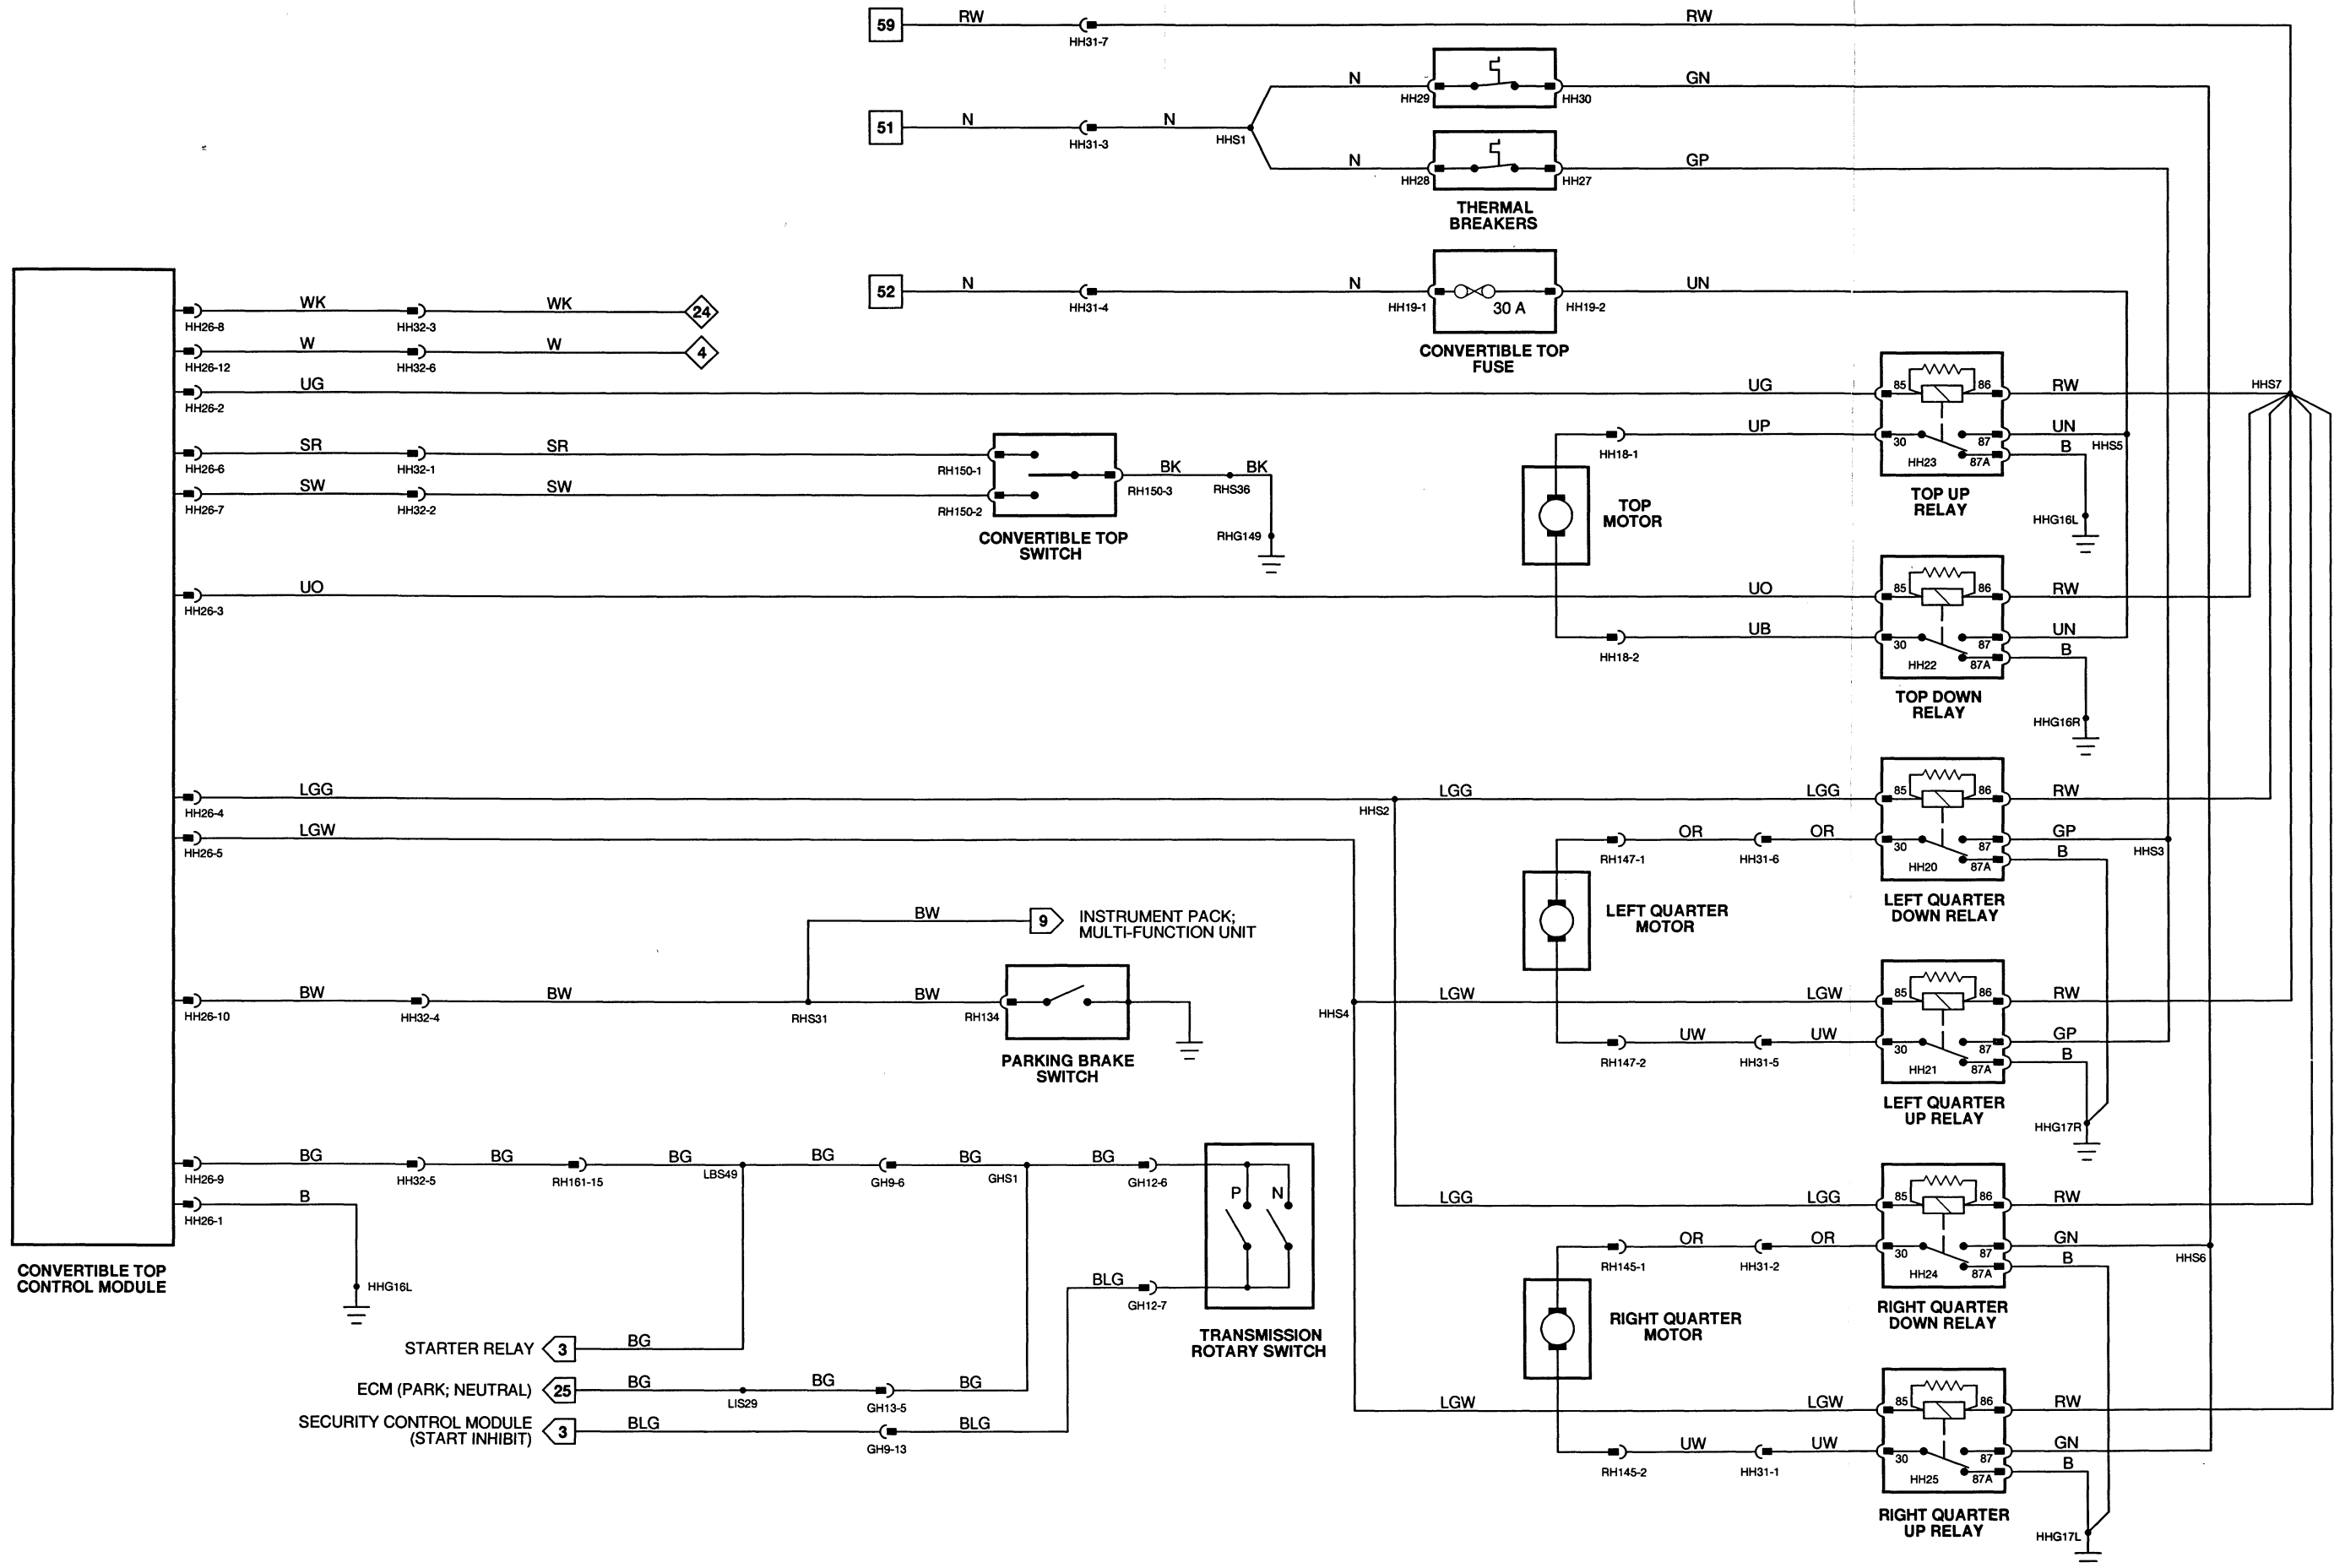 59
RW
HH31-7
RW
N
HH29
HH30
GN
51
N
HH31-3
N
HHS1
N
HH28
HH27
GP
THERMAL
BREAKERS
52
N
HH31-4
N
HH19-1
30 A
HH19-2
UN
CONVERTIBLE TOP
FUSE
HH26-8
WK
HH32-3
WK
24
HH26-12
W
HH32-6
W
4
HH26-2
UG
UG
85
86
RW
HHS7
UP
HH18-1
30
87
UN
HHS5
HH23
87A
B
TOP UP
RELAY
HHG16L
HH26-6
SR
HH32-1
SR
RH150-1
HH26-7
SW
HH32-2
SW
RH150-2
RH150-3
BK
RHS36
BK
RHG149
CONVERTIBLE TOP
SWITCH
TOP
MOTOR
HH26-3
UO
UO
85
86
RW
UB
HH18-2
30
87
UN
HH22
87A
B
TOP DOWN
RELAY
HHG16R
HH26-4
LGG
HHS2
LGG
LGG
85
86
RW
HH26-5
LGW
RH147-1
OR
HH31-6
OR
30
87
GP
HHS3
HH20
87A
B
LEFT QUARTER
DOWN RELAY
LEFT QUARTER
MOTOR
BW
9
INSTRUMENT PACK;
MULTI-FUNCTION UNIT
HH26-10
BW
HH32-4
BW
RHS31
BW
RH134
PARKING BRAKE
SWITCH
HHS4
LGW
LGW
85
86
RW
RH147-2
UW
HH31-5
UW
30
87
GP
HH21
87A
B
LEFT QUARTER
UP RELAY
HHG17R
HH26-9
BG
HH32-5
BG
RH161-15
BG
LBS49
BG
GH9-6
BG
GHS1
BG
GH12-6
P
N
HH26-1
B
HHG16L
CONVERTIBLE TOP
CONTROL MODULE
LGG
LGG
85
86
RW
RH145-1
OR
HH31-2
OR
30
87
GN
HHS6
HH24
87A
B
RIGHT QUARTER
DOWN RELAY
RIGHT QUARTER
MOTOR
BLG
GH12-7
TRANSMISSION
ROTARY SWITCH
STARTER RELAY
3
BG
ECM (PARK; NEUTRAL)
25
BG
LIS29
BG
GH13-5
BG
SECURITY CONTROL MODULE
(START INHIBIT)
3
BLG
GH9-13
BLG
LGW
LGW
85
86
RW
RH145-2
UW
HH31-1
UW
30
87
GN
HH25
87A
B
RIGHT QUARTER
UP RELAY
HHG17L